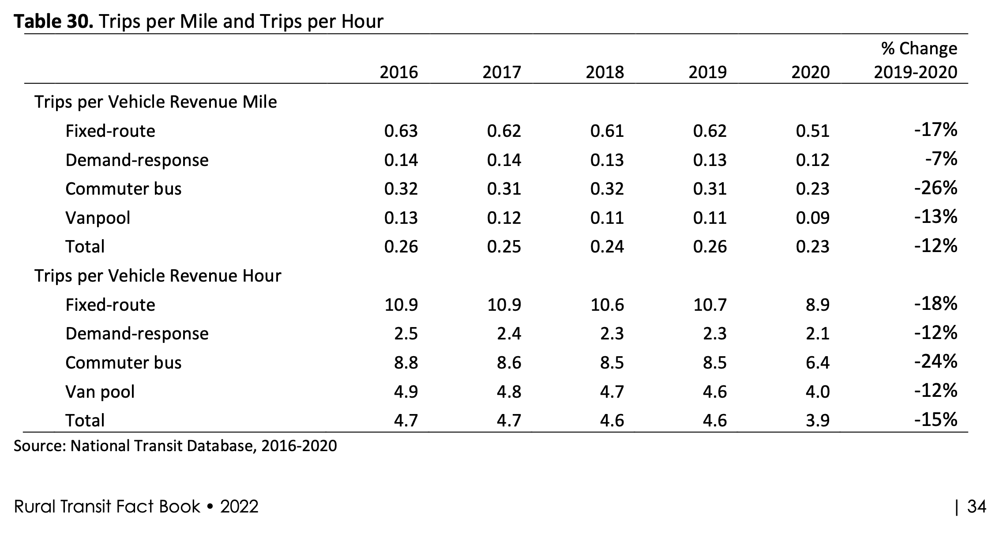 Table 30. Trips per Mile and Trips per Hour
% Change
2016 2017 2018 2019 2020 2019-2020
Trips per Vehicle Revenue Mile
Fixed-route 0.63 0.62 0.61 0.62 0.51 -17%
Demand-response 0.14 0.14 0.13 0.13 0.12 -7%
Commuter bus 0.32 0.31 0.32 0.31 0.23 -26%
Vanpool 0.13 0.12 0.11 0.11 0.09 -13%
Total 0.26 0.25 0.24 0.26 0.23 -12%
Trips per Vehicle Revenue Hour
Fixed-route 10.9 10.9 10.6 10.7 8.9 -18%
Demand-response 2.5 2.4 2.3 2.3 2.1 -12%
Commuter bus 8.8 8.6 8.5 8.5 6.4 -24%
Van pool 4.9 4.8 4.7 4.6 4.0 -12%
Total 4.7 4.7 4.6 4.6 3.9 -15%
Source: National Transit Database, 2016-2020
Rural Transit Fact Book • 2022 | 34